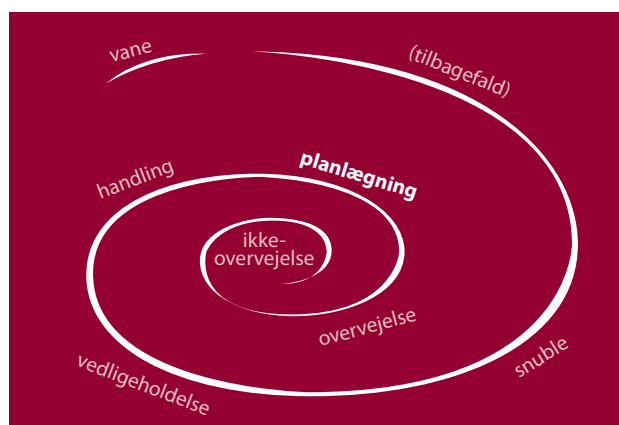 vane
(tilbagefald)
planlægning
handling
ikke-
overvejelse
overvejelse
snuble
vedligeholdelse